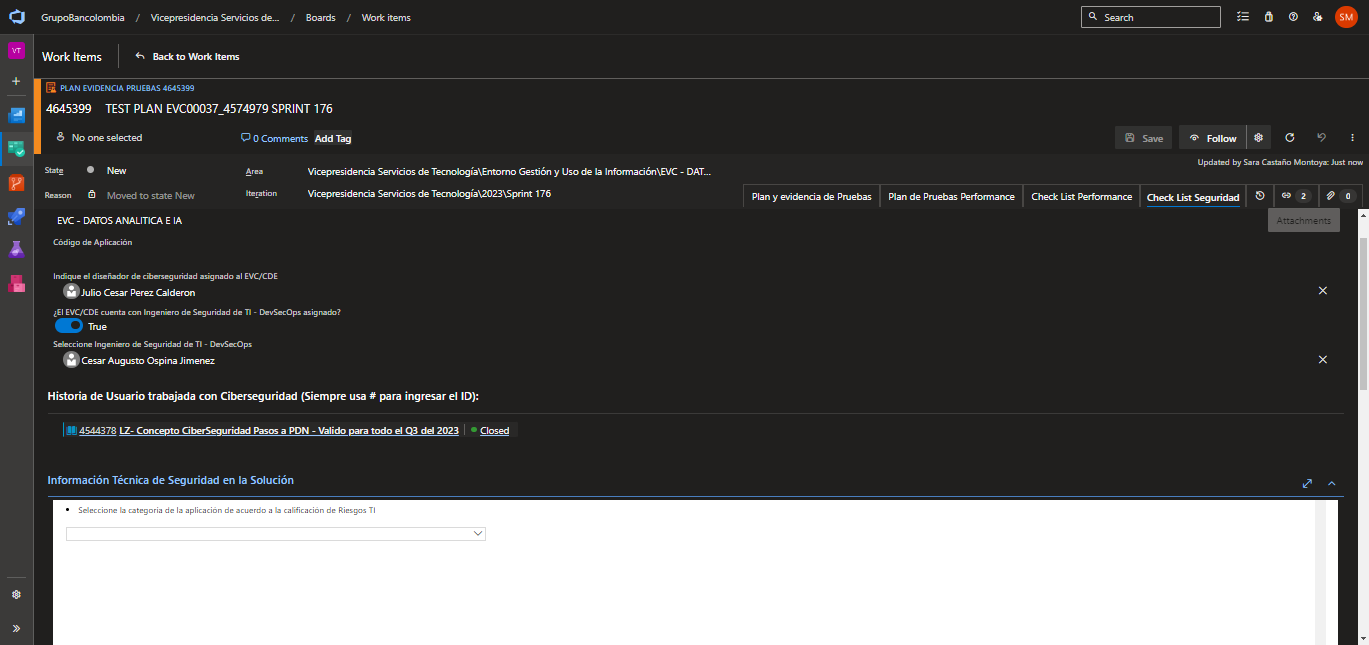 GrupoBancolombia / Vicepresidencia Servicios de... / Boards / Work items
Search
SM
VT
Work Items
Back to Work Items
PLAN EVIDENCIA PRUEBAS 4645399
4645399 TEST PLAN EVC00037_4574979 SPRINT 176
No one selected
0 Comments
Add Tag
Save
Follow
Updated by Sara Castaño Montoya: Just now
State
New
Area
Vicepresidencia Servicios de Tecnología\Entorno Gestión y Uso de la Información\EVC - DAT...
Reason
Moved to state New
Iteration
Vicepresidencia Servicios de Tecnología\2023\Sprint 176
Plan y evidencia de Pruebas
Plan de Pruebas Performance
Check List Performance
Check List Seguridad
2
0
Attachments
EVC - DATOS ANALITICA E IA
Código de Aplicación
Indique el diseñador de ciberseguridad asignado al EVC/CDE
Julio Cesar Perez Calderon
¿El EVC/CDE cuenta con Ingeniero de Seguridad de TI - DevSecOps asignado?
True
Seleccione Ingeniero de Seguridad de TI - DevSecOps
Cesar Augusto Ospina Jimenez
Historia de Usuario trabajada con Ciberseguridad (Siempre usa # para ingresar el ID):
4544378 LZ- Concepto CiberSeguridad Pasos a PDN - Valido para todo el Q3 del 2023
Closed
Información Técnica de Seguridad en la Solución
Seleccione la categoria de la aplicación de acuerdo a la calificación de Riesgos TI